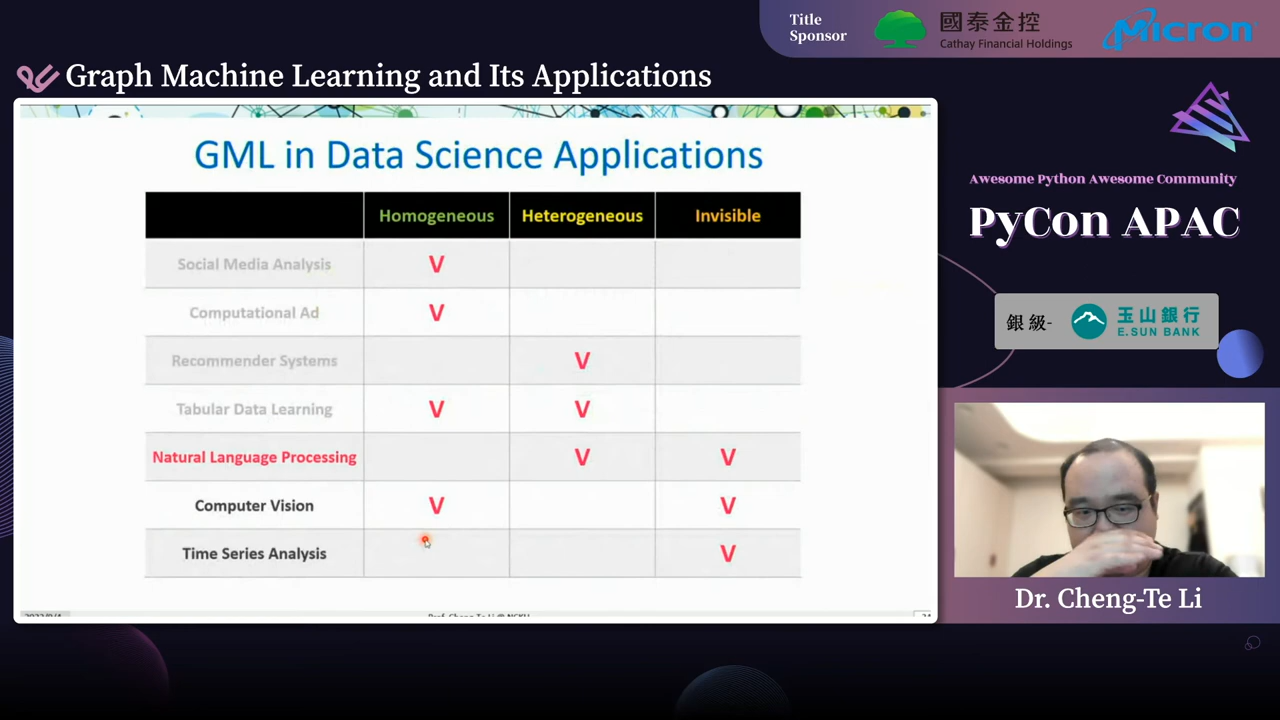 Title
Sponsor
國泰金控
Cathay Financial Holdings
Micron
Graph Machine Learning and Its Applications
GML in Data Science Applications
Homogeneous Heterogeneous Invisible
Social Media Analysis V
Computational Ad V
Recommender Systems V
Tabular Data Learning V V
Natural Language Processing V V
Computer Vision V V
Time Series Analysis V
Awesome Python Awesome Community
PyCon APAC
銀級-
玉山銀行
E.SUN BANK
Dr. Cheng-Te Li